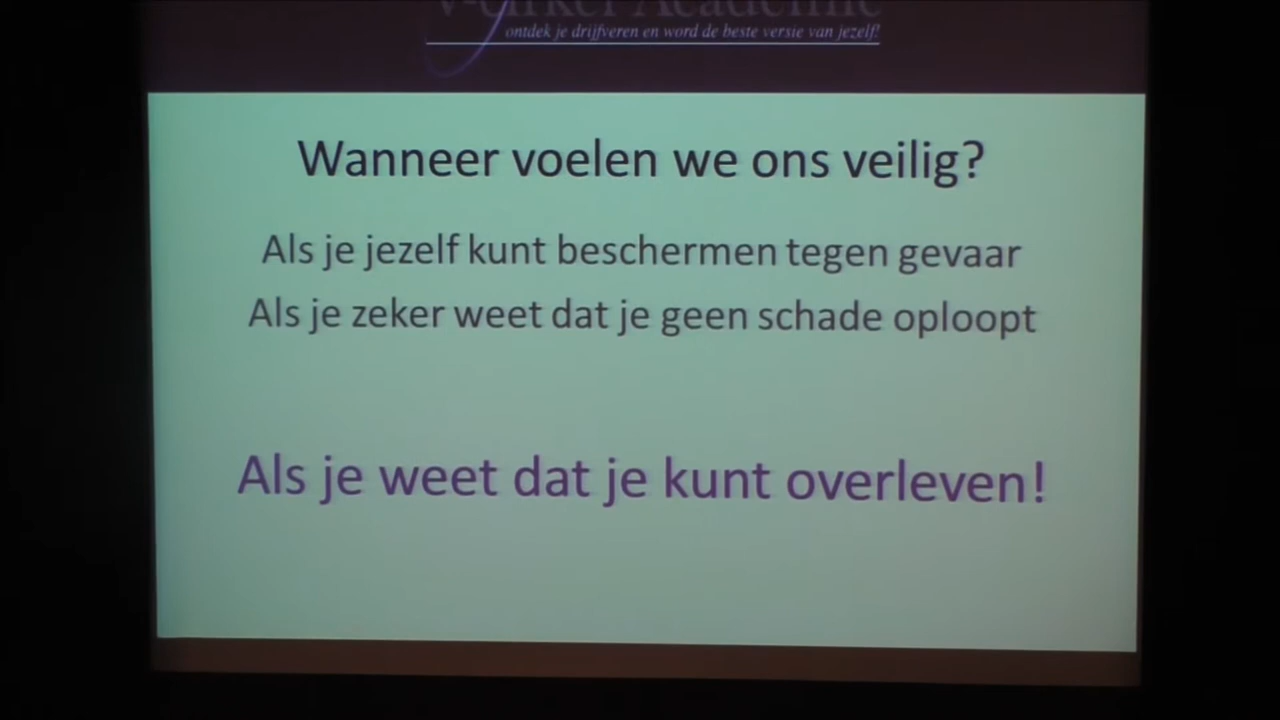 Academie
ontdek je drijfveren en word de beste versie van jezelf!
Wanneer voelen we ons veilig?
Als je jezelf kunt beschermen tegen gevaar
Als je zeker weet dat je geen schade oploopt
Als je weet dat je kunt overleven!